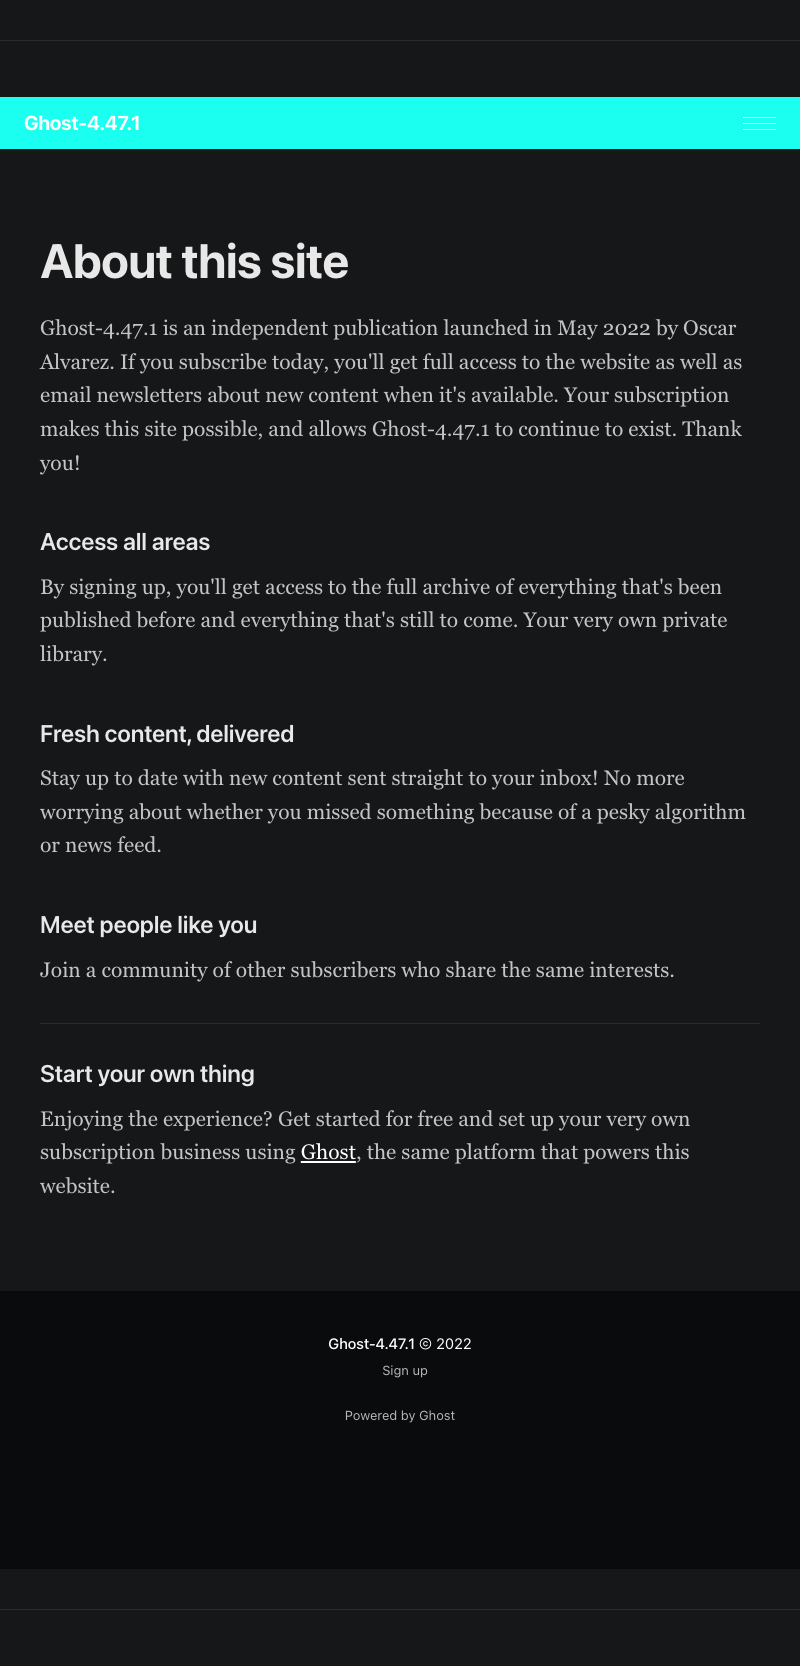 Ghost-4.47.1
About this site
Ghost-4.47.1 is an independent publication launched in May 2022 by Oscar
Alvarez. If you subscribe today, you'll get full access to the website as well as
email newsletters about new content when it's available. Your subscription
makes this site possible, and allows Ghost-4.47.1 to continue to exist. Thank
you!
Access all areas
By signing up, you'll get access to the full archive of everything that's been
published before and everything that's still to come. Your very own private
library.
Fresh content, delivered
Stay up to date with new content sent straight to your inbox! No more
worrying about whether you missed something because of a pesky algorithm
or news feed.
Meet people like you
Join a community of other subscribers who share the same interests.
Start your own thing
Enjoying the experience? Get started for free and set up your very own
subscription business using Ghost, the same platform that powers this
website.
Ghost-4.47.1 © 2022
Sign up
Powered by Ghost